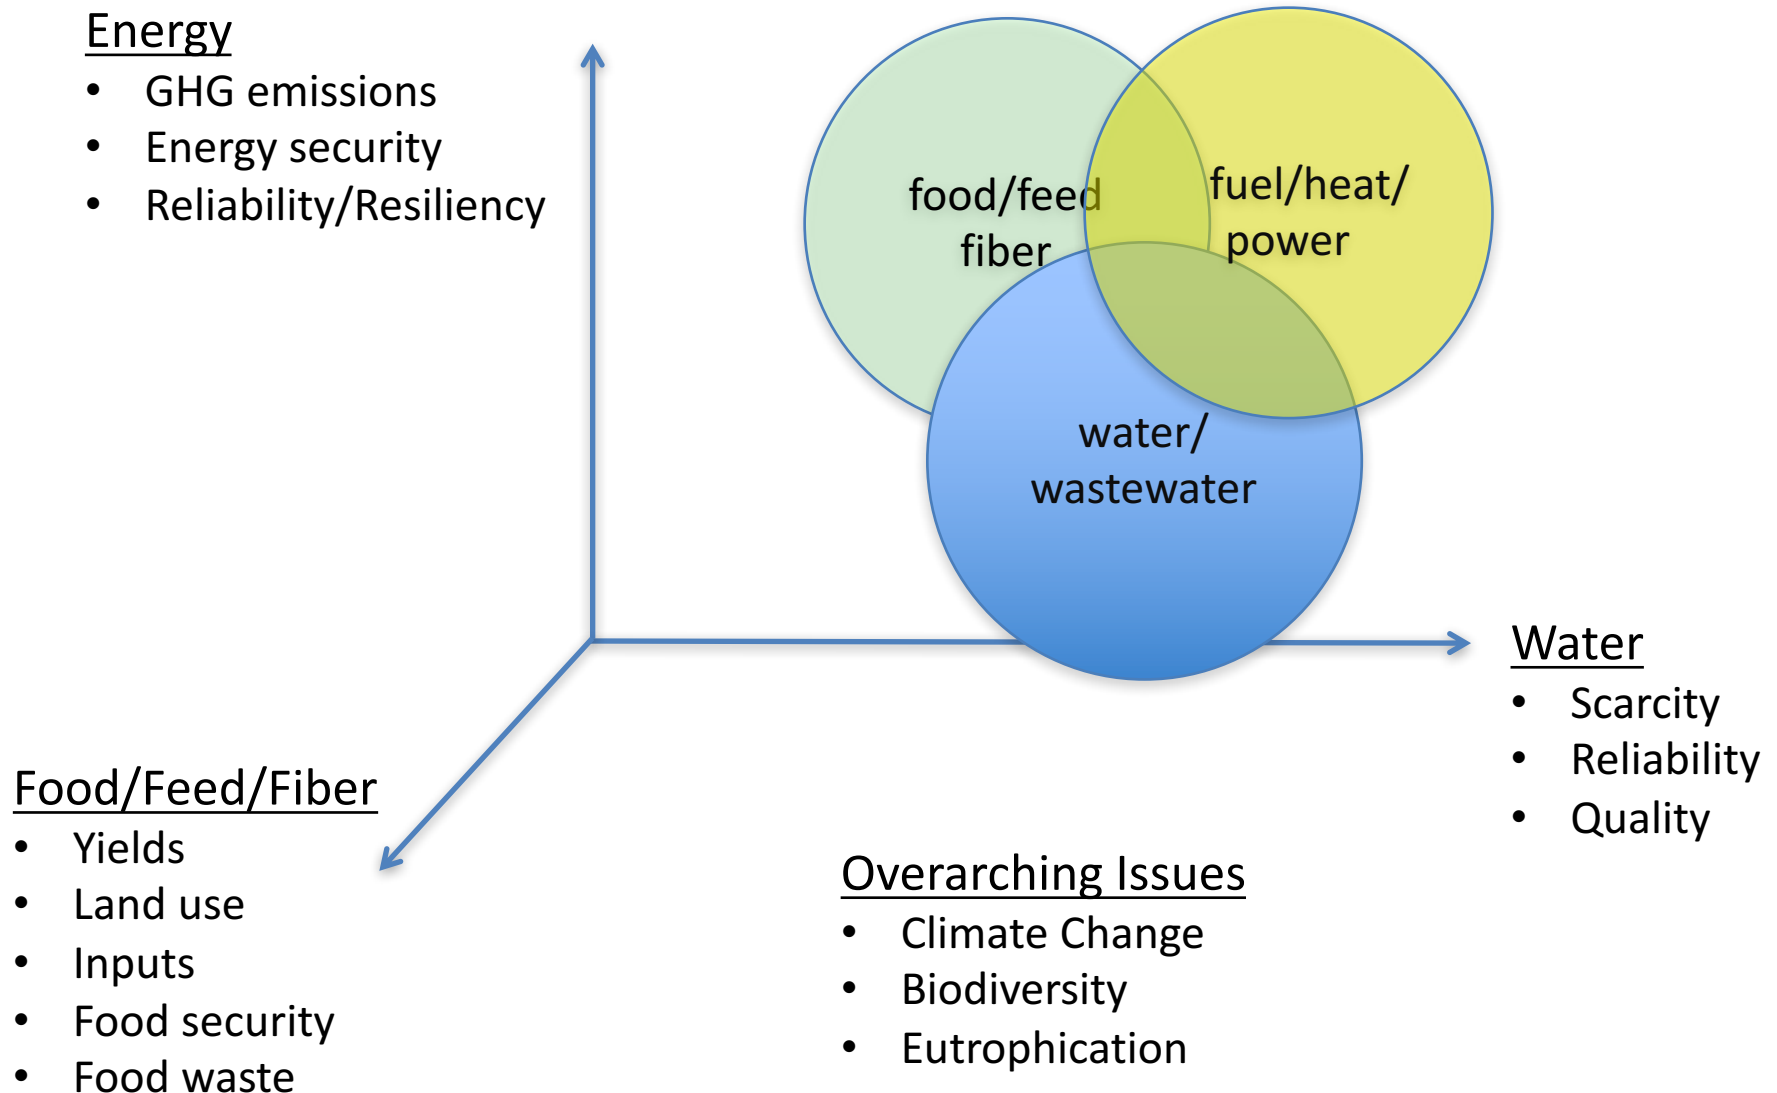 Energy
• GHG emissions
• Energy security
• Reliability/Resiliency
food/feed
fiber
fuel/heat/
power
water/
wastewater
Water
• Scarcity
• Reliability
• Quality
Food/Feed/Fiber
• Yields
• Land use
• Inputs
• Food security
• Food waste
Overarching Issues
• Climate Change
• Biodiversity
• Eutrophication